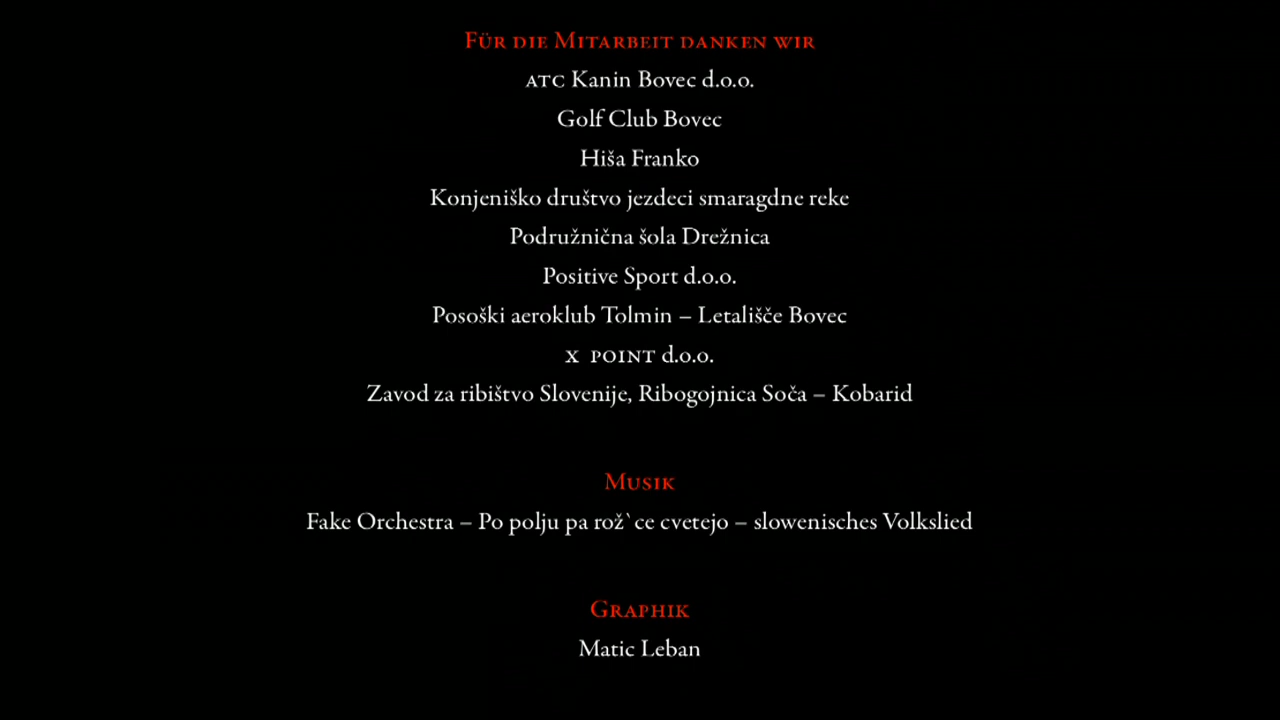 Für die Mitarbeit danken wir
ATC Kanin Bovec d.o.o.
Golf Club Bovec
Hiša Franko
Konjeniško društvo jezdeci smaragdne reke
Podružnična šola Drežnica
Positive Sport d.o.o.
Pososki aeroklub Tolmin – Letališče Bovec
X POINT d.o.o.
Zavod za ribištvo Slovenije, Ribogojnica Soča – Kobarid
Musik
Fake Orchestra – Po polju pa rož`ce cvetejo – slowenisches Volkslied
Graphik
Matic Leban